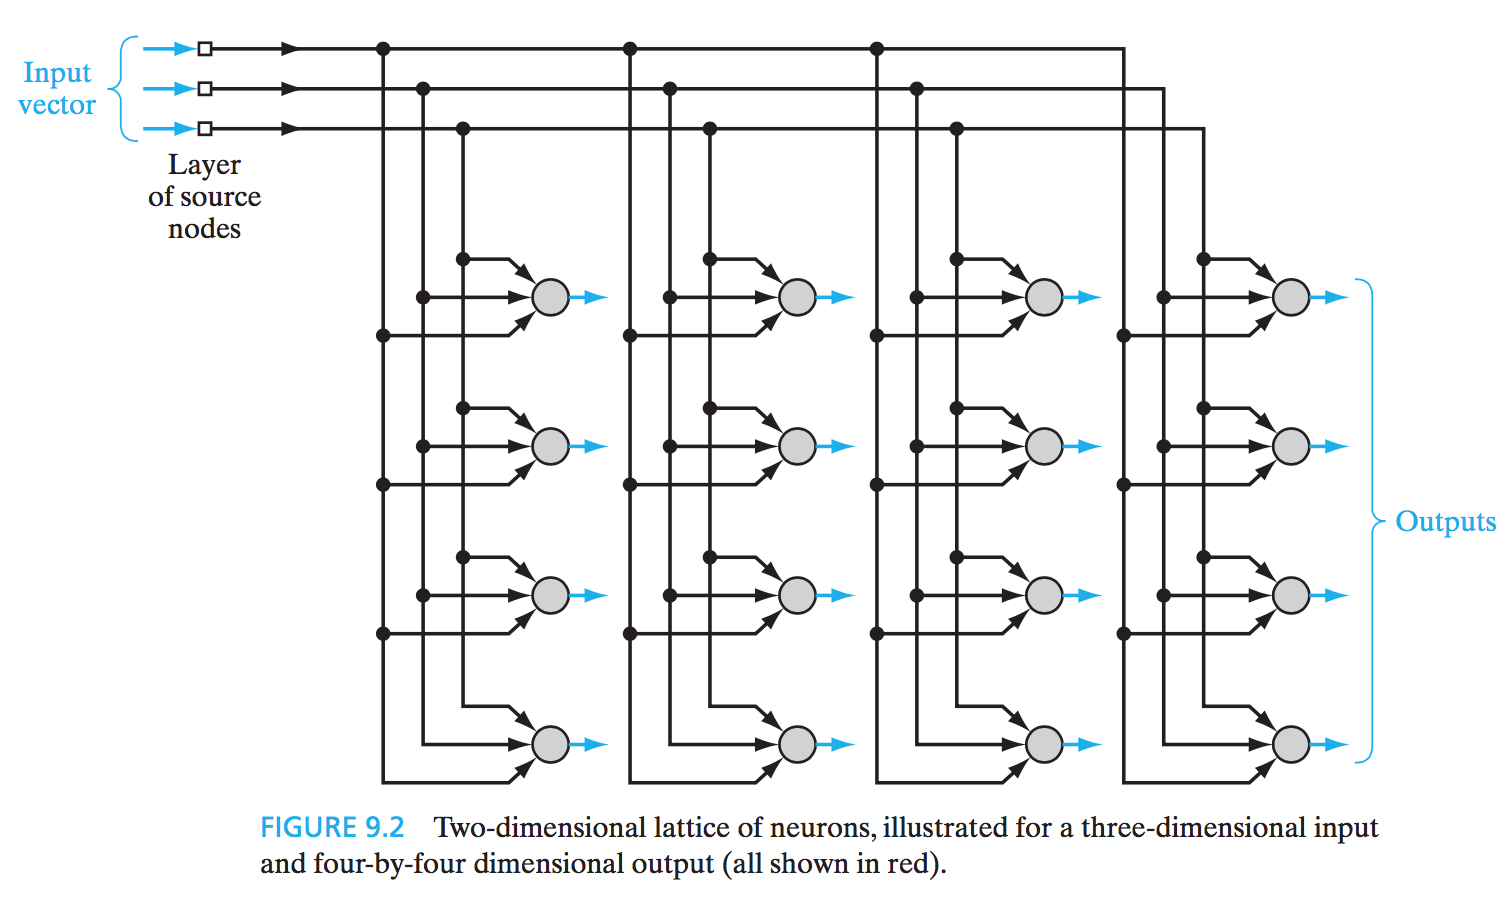 Input
vector
Layer
of source
nodes
Outputs
FIGURE 9.2 Two-dimensional lattice of neurons, illustrated for a three-dimensional input
and four-by-four dimensional output (all shown in red).